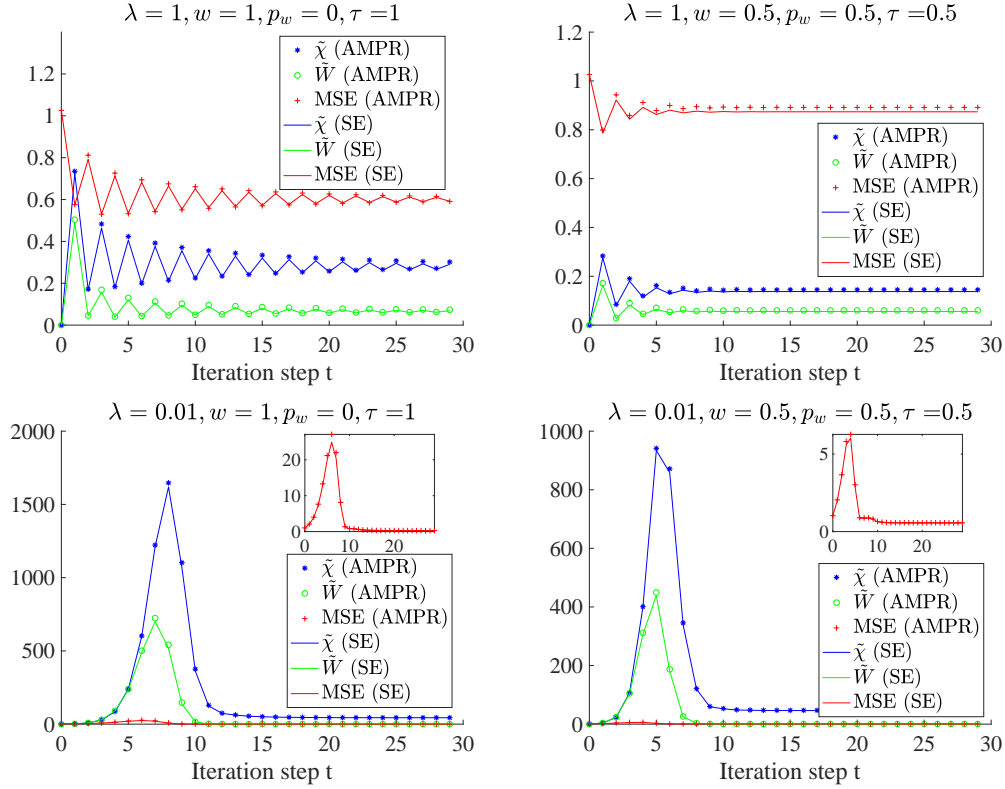 λ = 1, w = 1, p_w = 0, τ =1
1.2
1
0.8
0.6
0.4
0.2
0
0 5 10 15 20 25 30
Iteration step t
χ̃ (AMPR)
W̃ (AMPR)
MSE (AMPR)
χ̃ (SE)
W̃ (SE)
MSE (SE)
λ = 1, w = 0.5, p_w = 0.5, τ =0.5
1.2
1
0.8
0.6
0.4
0.2
0
0 5 10 15 20 25 30
Iteration step t
χ̃ (AMPR)
W̃ (AMPR)
MSE (AMPR)
χ̃ (SE)
W̃ (SE)
MSE (SE)
λ = 0.01, w = 1, p_w = 0, τ =1
2000
1500
1000
500
0
0 5 10 15 20 25 30
Iteration step t
20
10
0
0 10 20
χ̃ (AMPR)
W̃ (AMPR)
MSE (AMPR)
χ̃ (SE)
W̃ (SE)
MSE (SE)
λ = 0.01, w = 0.5, p_w = 0.5, τ =0.5
1000
800
600
400
200
0
0 5 10 15 20 25 30
Iteration step t
5
0
0 10 20
χ̃ (AMPR)
W̃ (AMPR)
MSE (AMPR)
χ̃ (SE)
W̃ (SE)
MSE (SE)